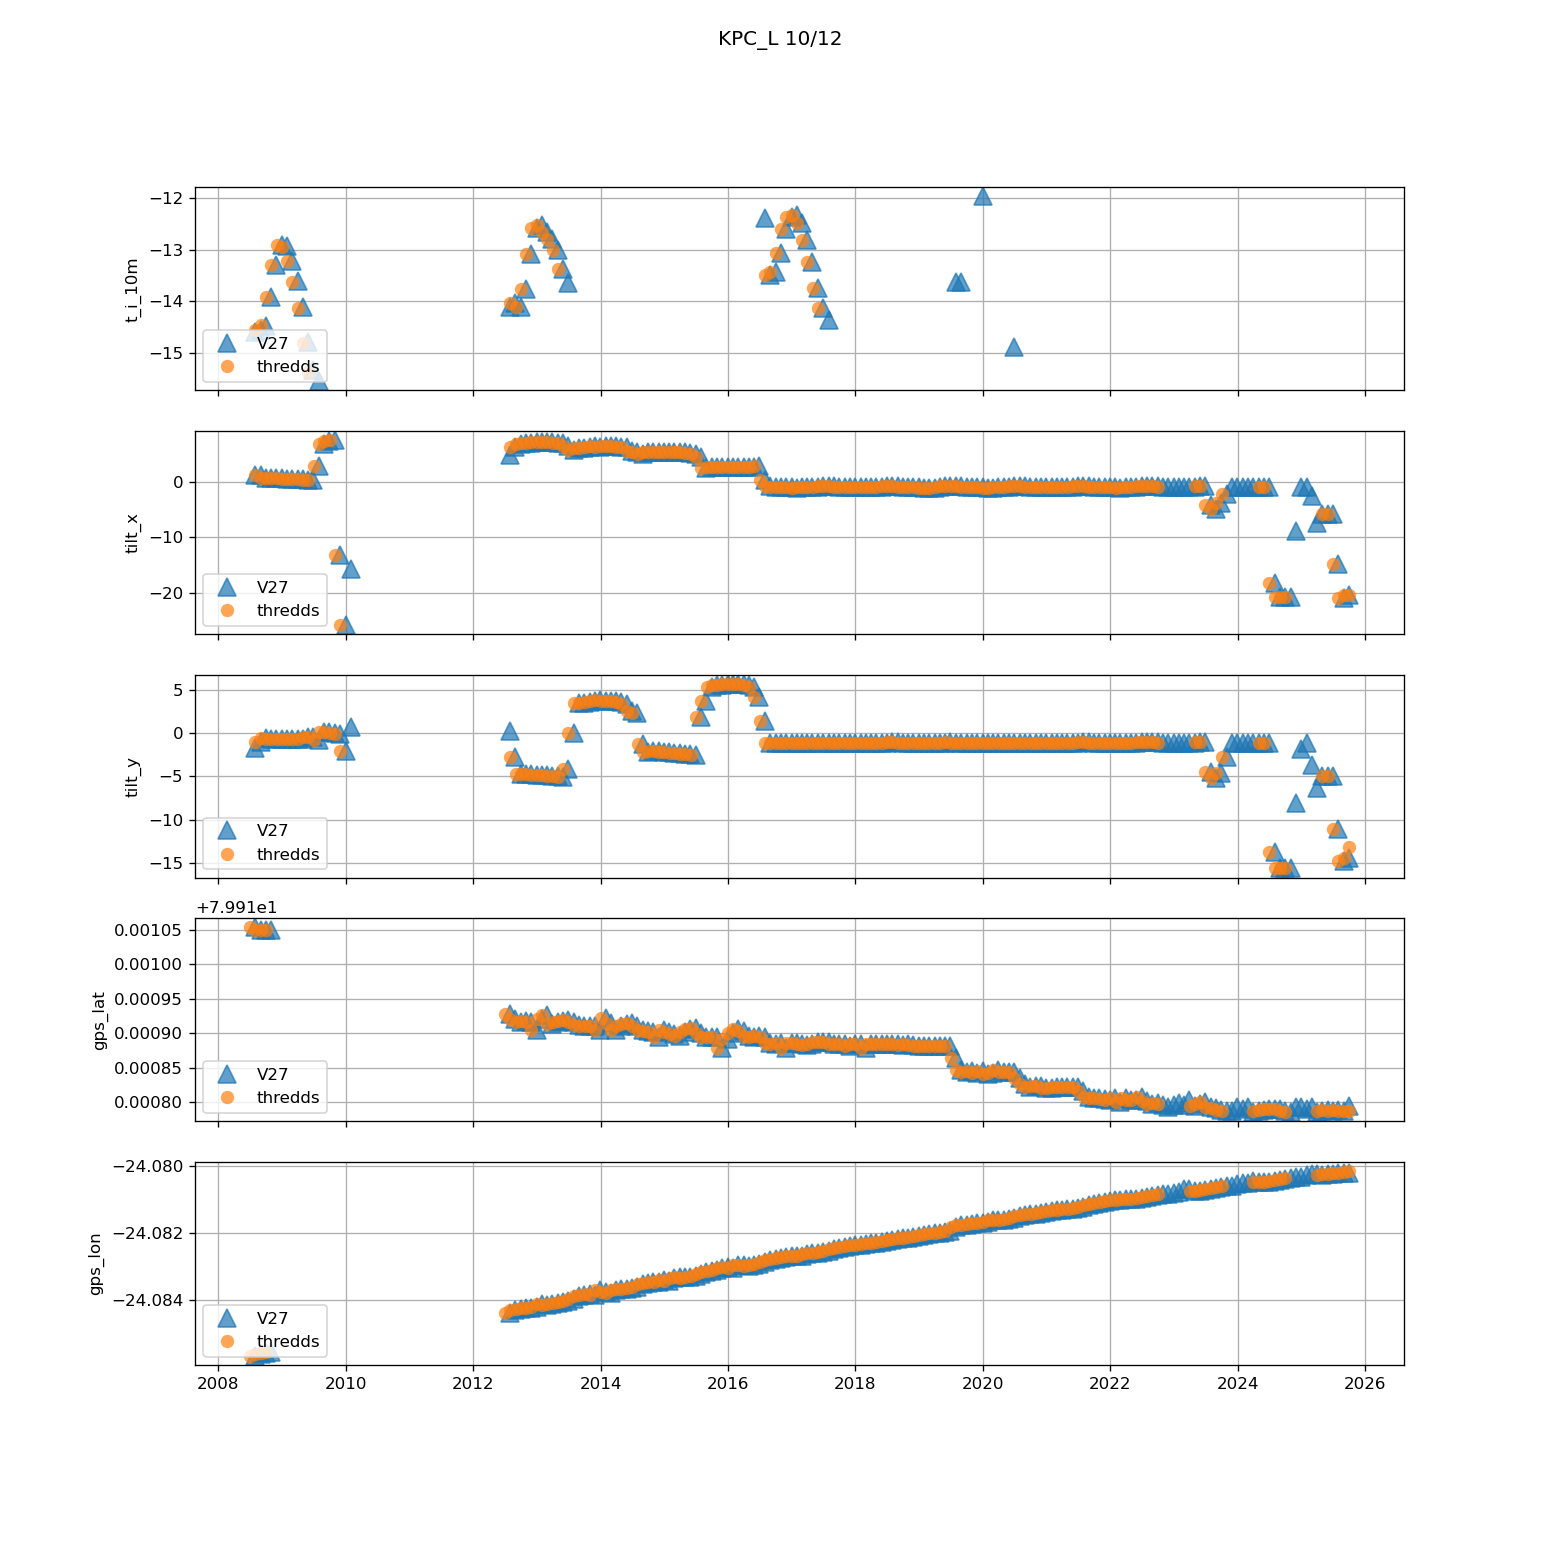 KPC_L 10/12
t_i_10m
−12
−13
−14
−15
V27
thredds
tilt_x
0
−10
−20
V27
thredds
tilt_y
5
0
−5
−10
−15
V27
thredds
+7.991e1
gps_lat
0.00105
0.00100
0.00095
0.00090
0.00085
0.00080
V27
thredds
gps_lon
−24.080
−24.082
−24.084
V27
thredds
2008 2010 2012 2014 2016 2018 2020 2022 2024 2026